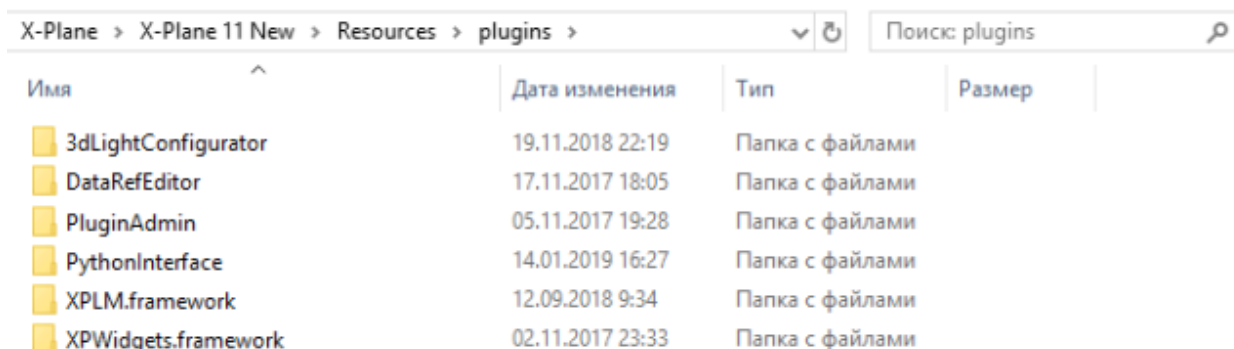 X-Plane > X-Plane 11 New > Resources > plugins > Поиск: plugins
Имя Дата изменения Тип Размер
3dLightConfigurator 19.11.2018 22:19 Папка с файлами
DataRefEditor 17.11.2017 18:05 Папка с файлами
PluginAdmin 05.11.2017 19:28 Папка с файлами
PythonInterface 14.01.2019 16:27 Папка с файлами
XPLM.framework 12.09.2018 9:34 Папка с файлами
XPWidgets.framework 02.11.2017 23:33 Папка с файлами